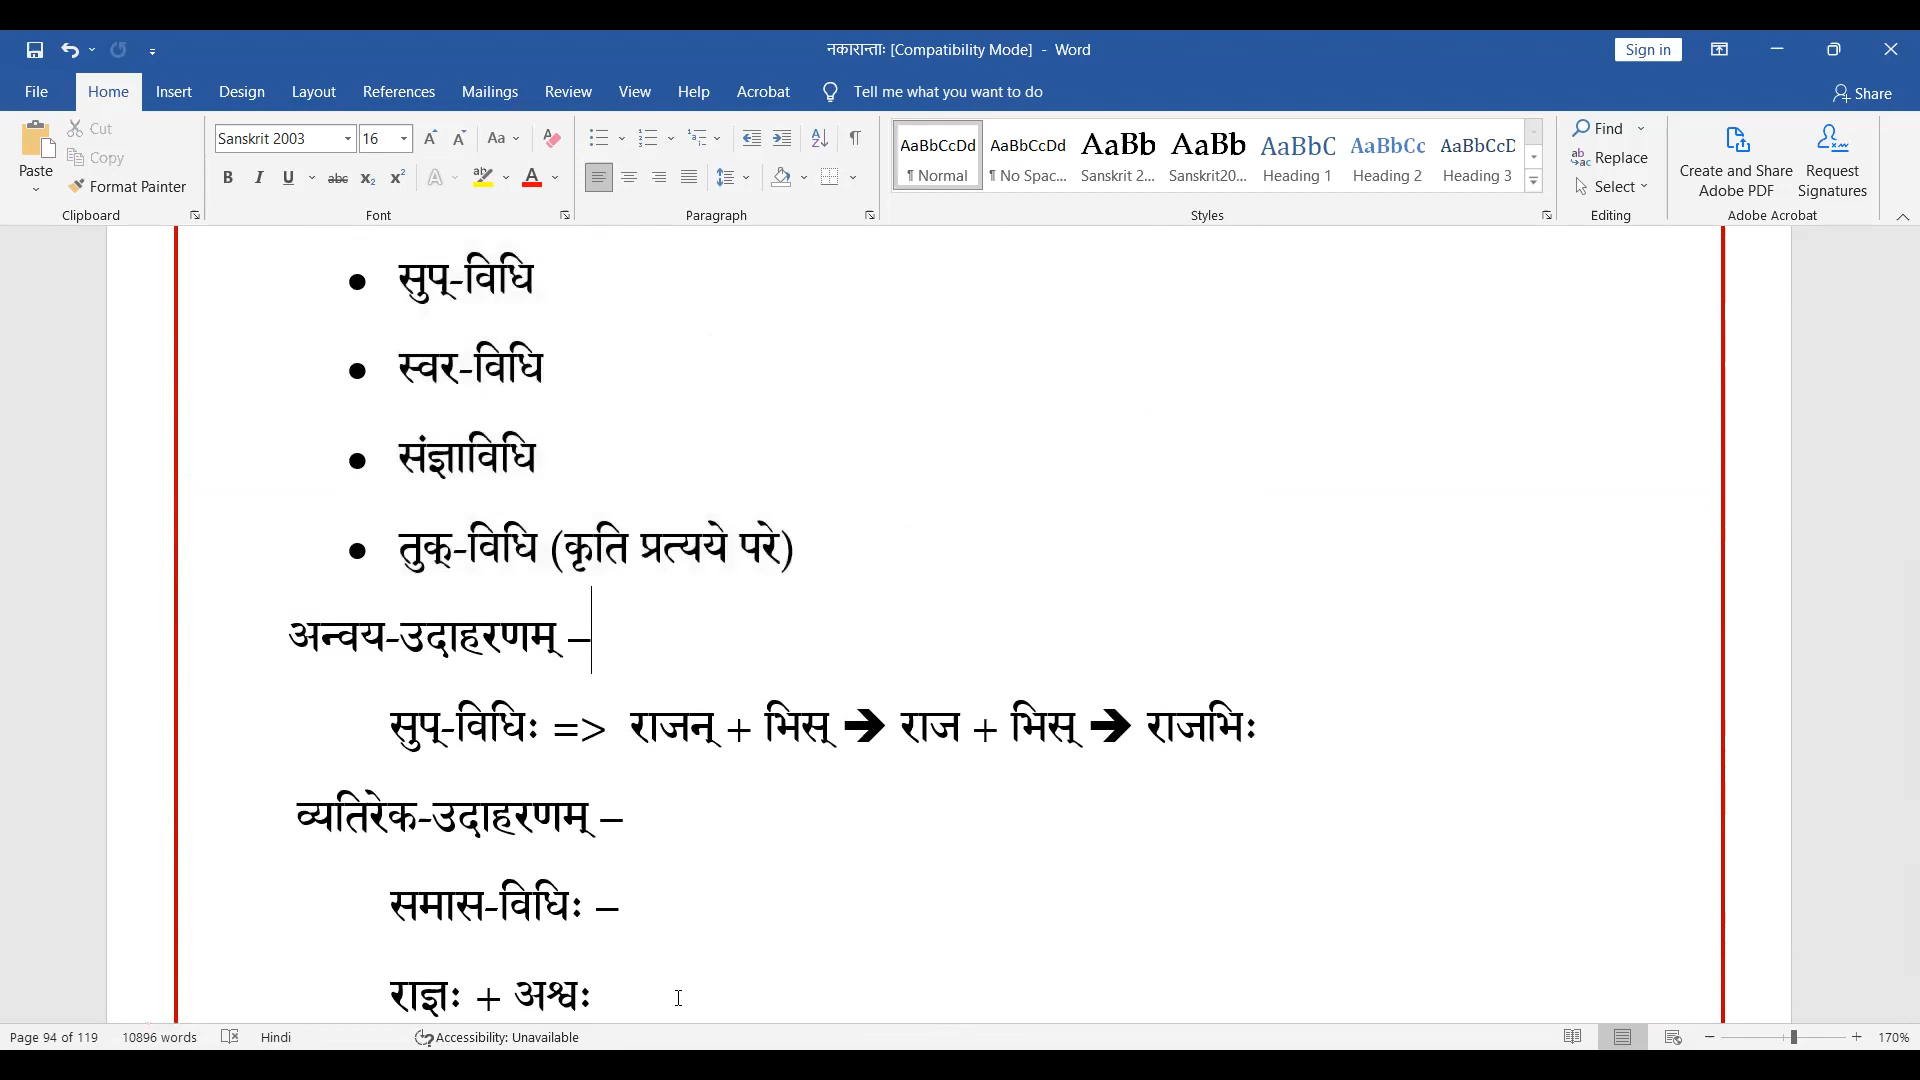 नकारान्ताः [Compatibility Mode] - Word
Sign in
File Home Insert Design Layout References Mailings Review View Help Acrobat Tell me what you want to do Share
Paste Cut Copy Format Painter Clipboard
Sanskrit 2003 16 Aa
B I U abc x₂ x² A A Font
Paragraph
AaBbCcDd AaBbCcDd AaBb AaBb AaBbC AaBbCc AaBbCcD
¶ Normal ¶ No Spac... Sanskrit 2... Sanskrit20... Heading 1 Heading 2 Heading 3
Styles
Find Replace Select Editing
Create and Share Adobe PDF Request Signatures
Adobe Acrobat
● सुप्-विधि
● स्वर-विधि
● संज्ञाविधि
● तुक्-विधि (कृति प्रत्यये परे)
अन्वय-उदाहरणम् –
सुप्-विधिः => राजन् + भिस् 🡺 राज + भिस् 🡺 राजभिः
व्यतिरेक-उदाहरणम् –
समास-विधिः –
राज्ञः + अश्वः
Page 94 of 119 10896 words Hindi Accessibility: Unavailable 170%